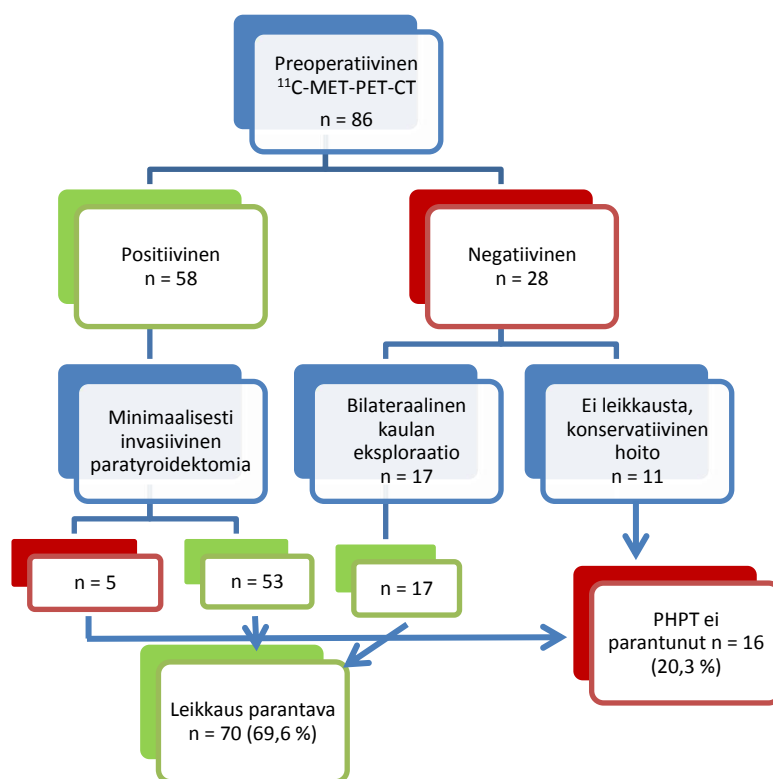 Preoperatiivinen
¹¹C-MET-PET-CT
n = 86
Positiivinen
n = 58
Negatiivinen
n = 28
Minimaalisesti
invasiivinen
paratyroidektomia
Bilateraalinen
kaulan
eksploraatio
n = 17
Ei leikkausta,
konservatiivinen
hoito
n = 11
n = 5
n = 53
n = 17
PHPT ei
parantunut n = 16
(20,3 %)
Leikkaus parantava
n = 70 (69,6 %)